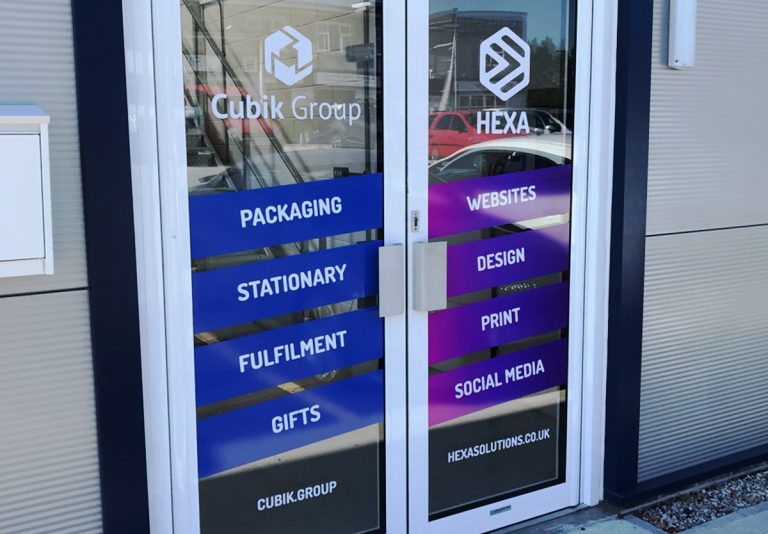 Cubik Group
PACKAGING
STATIONARY
FULFILMENT
GIFTS
CUBIK.GROUP
HEXA
WEBSITES
DESIGN
PRINT
SOCIAL MEDIA
HEXASOLUTIONS.CO.UK